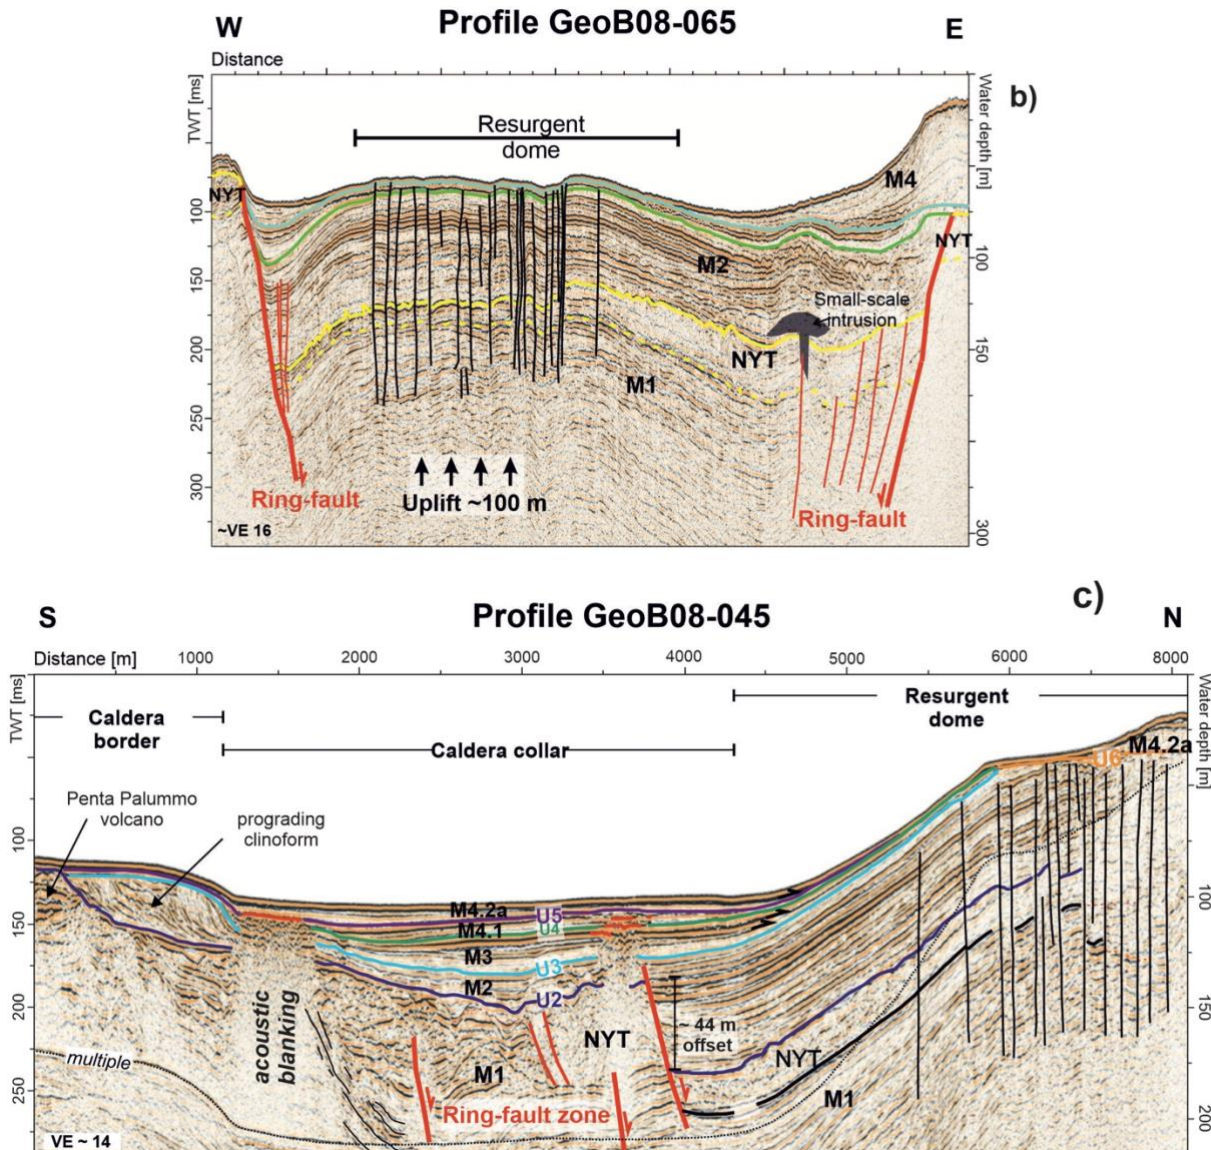 W
Profile GeoB08-065
E
Distance
b)
TWT [ms]
Water depth [m]
Resurgent
dome
NYT
M4
100
NYT
100
M2
150
Small-scale
intrusion
200
NYT
150
M1
250
300
Uplift ~100 m
Ring-fault
Ring-fault
~VE 16
300
c)
S
Profile GeoB08-045
N
Distance [m]
1000
2000
3000
4000
5000
6000
7000
8000
TWT [ms]
Water depth [m]
Caldera
border
Caldera collar
Resurgent
dome
M4.2a
U6
Penta Palummo
volcano
prograding
clinoform
100
150
200
250
M4.2a
U5
M4.1
U4
M3
U3
M2
U2
100
150
200
acoustic
blanking
NYT
~ 44 m
offset
NYT
M1
M1
multiple
Ring-fault zone
VE ~ 14